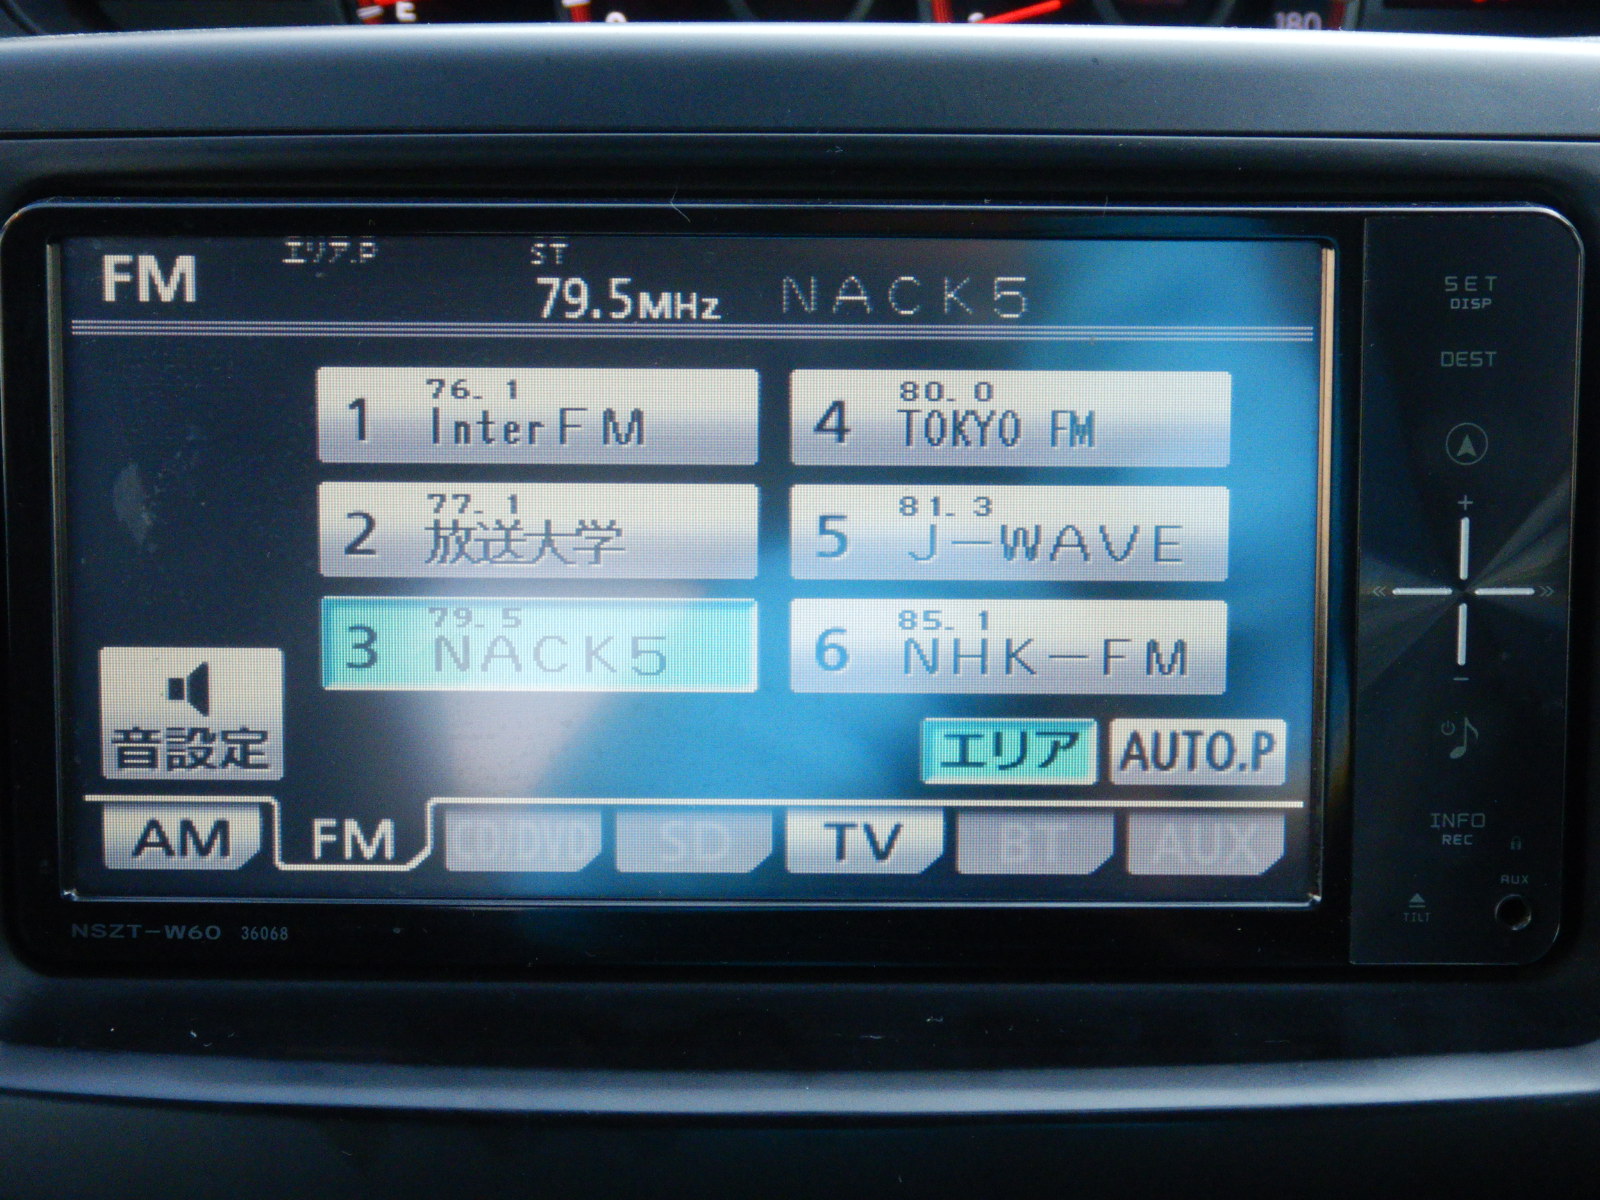 E
180
エリア.P
ST
FM
79.5MHz
NACK5
1
76. 1
InterFM
4
80. 0
TOKYO FM
2
77. 1
放送大学
5
81. 3
J-WAVE
3
79. 5
NACK5
6
85. 1
NHK-FM
音設定
エリア
AUTO.P
AM
FM
CD/DVD
SD
TV
BT
AUX
NSZT-W60 36068
SET
DISP
DEST
+
−
INFO
REC
AUX
TILT